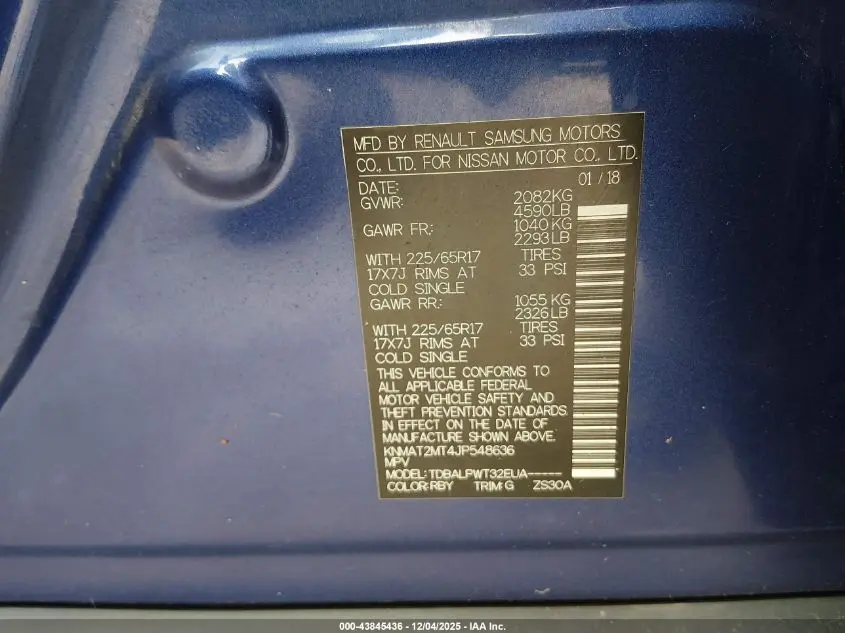 MFD BY RENAULT SAMSUNG MOTORS
CO., LTD. FOR NISSAN MOTOR CO., LTD.
DATE: 01 / 18
GVWR: 2082KG
4590LB
GAWR FR: 1040KG
2293LB
WITH 225/65R17 TIRES
17X7J RIMS AT 33 PSI
COLD SINGLE
GAWR RR: 1055 KG
2326LB
WITH 225/65R17 TIRES
17X7J RIMS AT 33 PSI
COLD SINGLE
THIS VEHICLE CONFORMS TO
ALL APPLICABLE FEDERAL
MOTOR VEHICLE SAFETY AND
THEFT PREVENTION STANDARDS
IN EFFECT ON THE DATE OF
MANUFACTURE SHOWN ABOVE.
KNMAT2MT4JP548636
MPV
MODEL: TDBALPWT32EUA-----
COLOR:RBY TRIM:G ZS30A
000-43845436 - 12/04/2025 - IAA Inc.